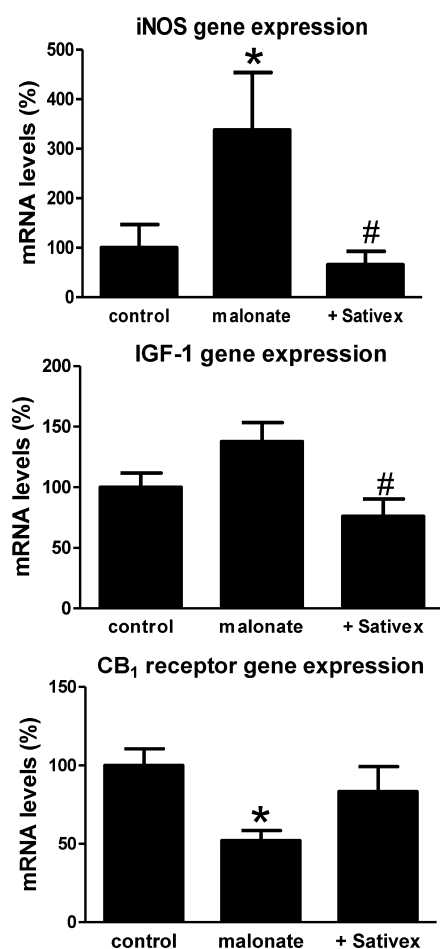 iNOS gene expression
mRNA levels (%)
500
400
300
200
100
0
*
#
control malonate + Sativex
IGF-1 gene expression
mRNA levels (%)
200
150
100
50
0
#
control malonate + Sativex
CB₁ receptor gene expression
mRNA levels (%)
150
100
50
0
*
control malonate + Sativex